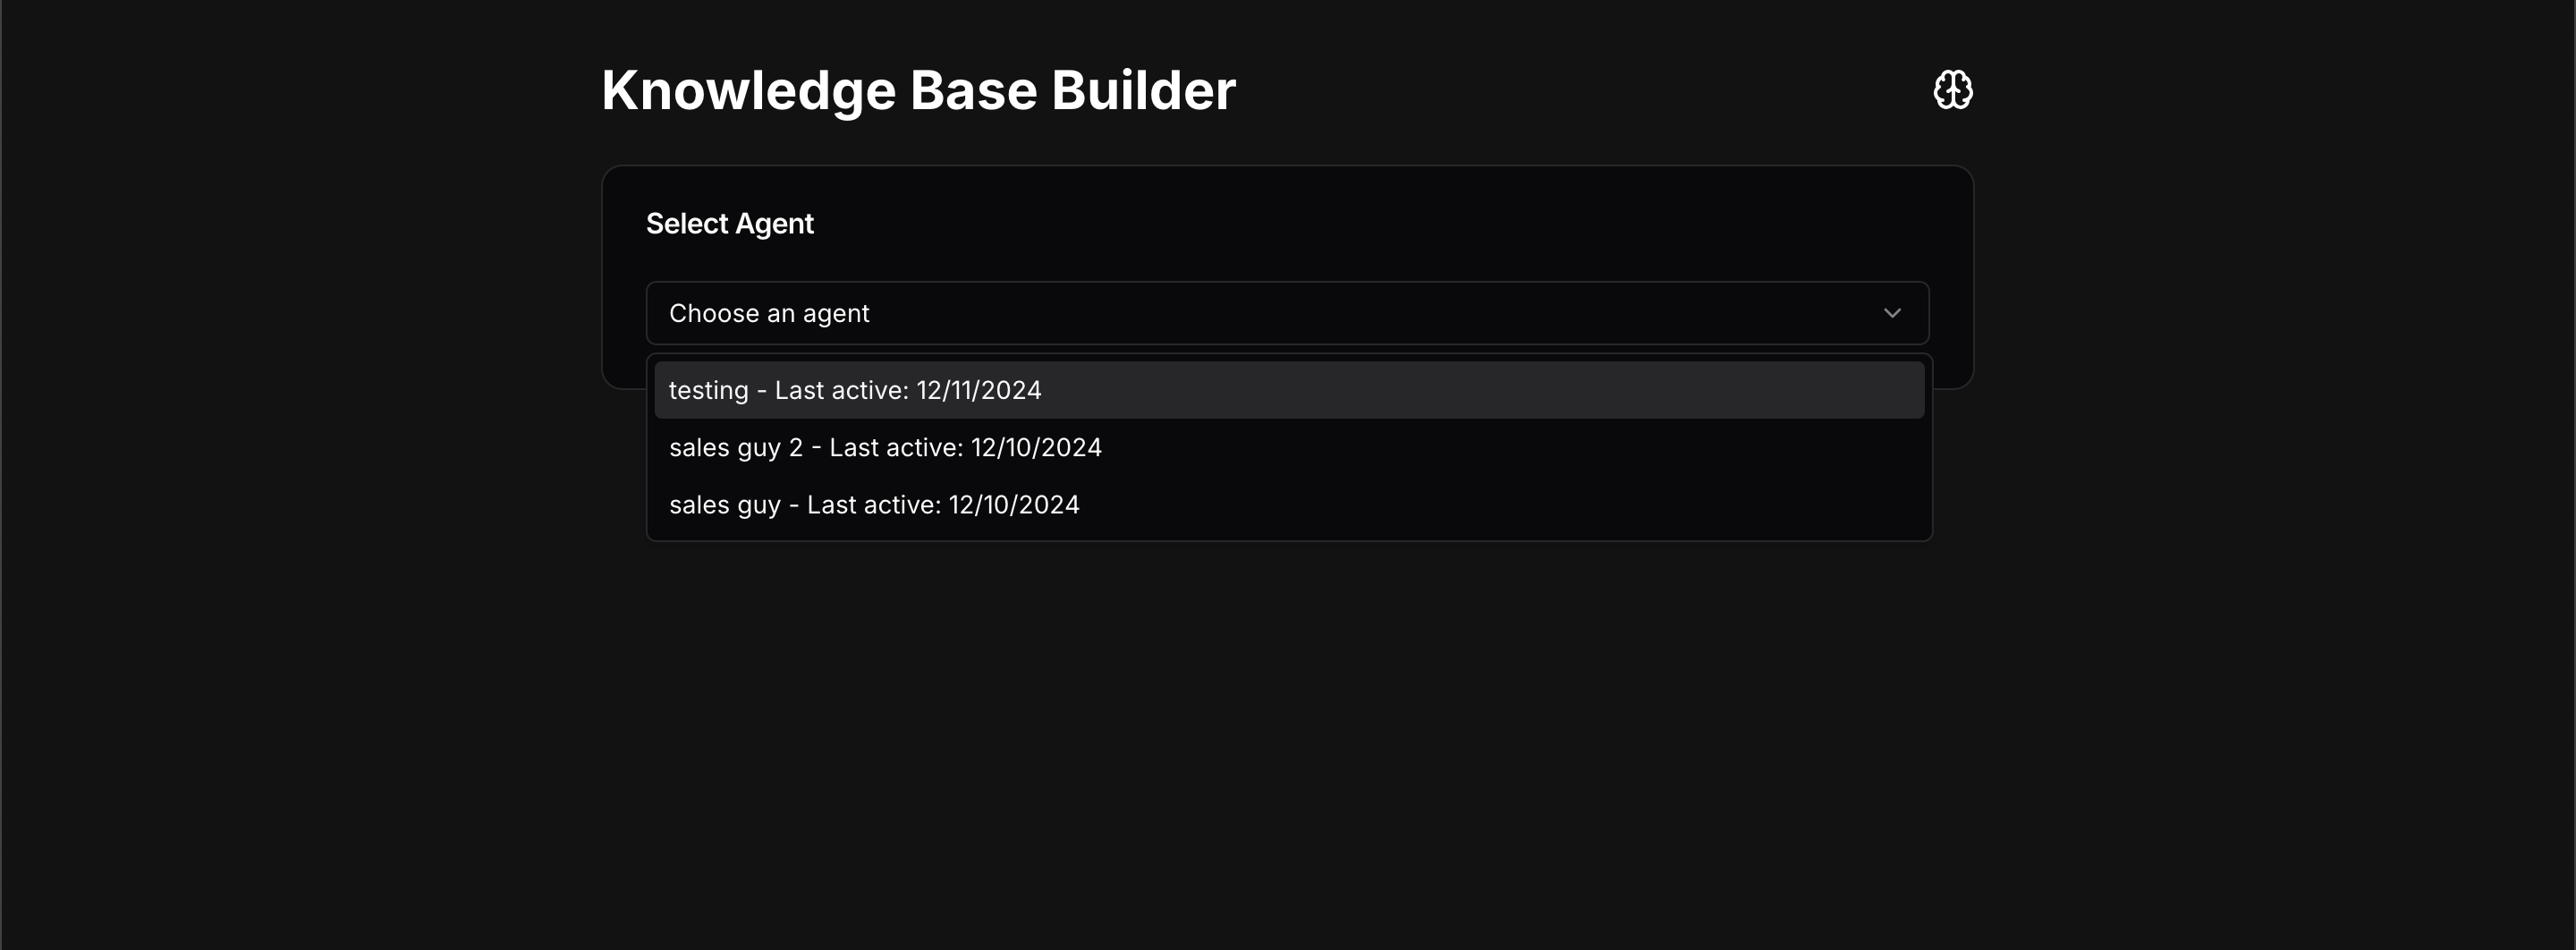 Knowledge Base Builder
Select Agent
Choose an agent
testing - Last active: 12/11/2024
sales guy 2 - Last active: 12/10/2024
sales guy - Last active: 12/10/2024